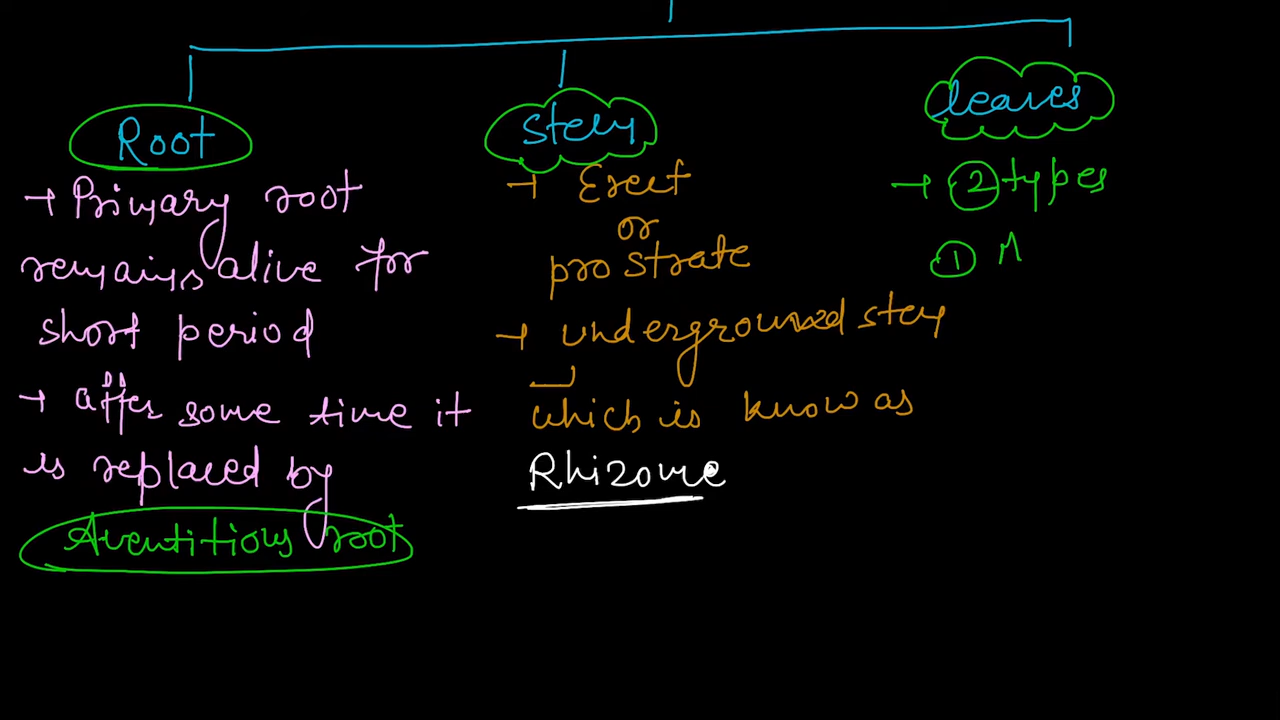 Root
→ Primary root
remains alive for
short period
→ after some time it
is replaced by
Aventitious root
Stem
→ Erect
or
prostrate
→ underground stem
which is know as
Rhizome
leaves
→ 2 types
① M